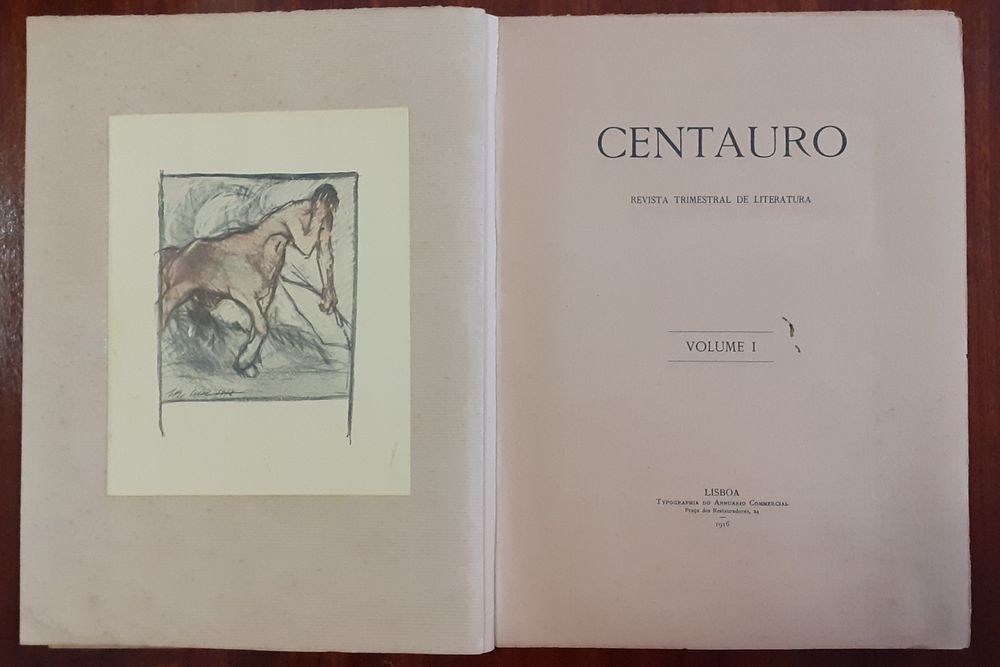 CENTAURO
REVISTA TRIMESTRAL DE LITERATURA
VOLUME I
LISBOA
TYPOGRAPHIA DO ANNUARIO COMMERCIAL
Praça dos Restauradores, 24
1916